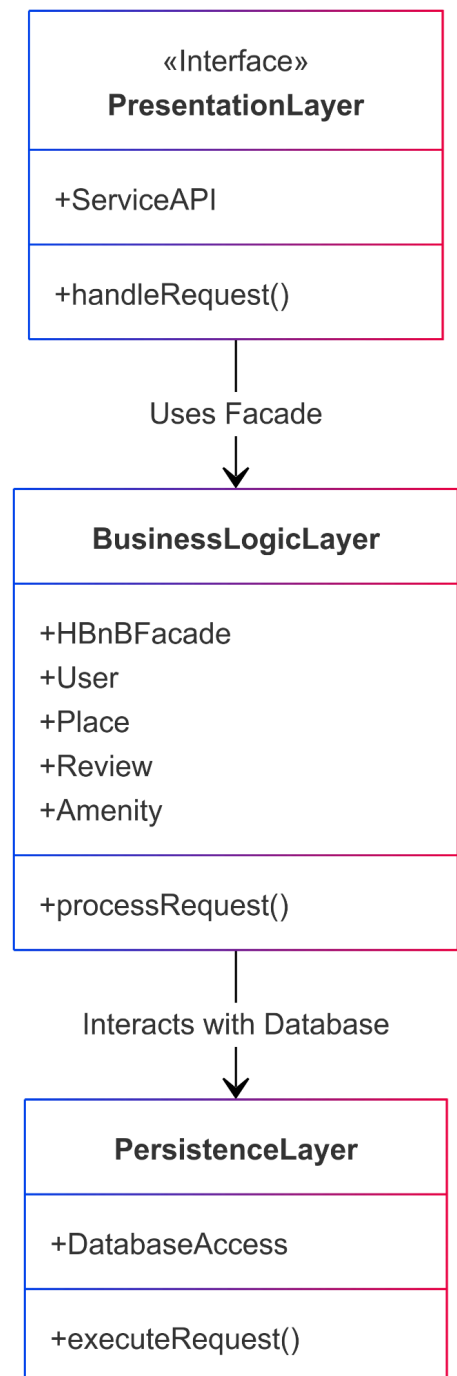 «Interface»
PresentationLayer
+ServiceAPI
+handleRequest()
Uses Facade
BusinessLogicLayer
+HBnBFacade
+User
+Place
+Review
+Amenity
+processRequest()
Interacts with Database
PersistenceLayer
+DatabaseAccess
+executeRequest()